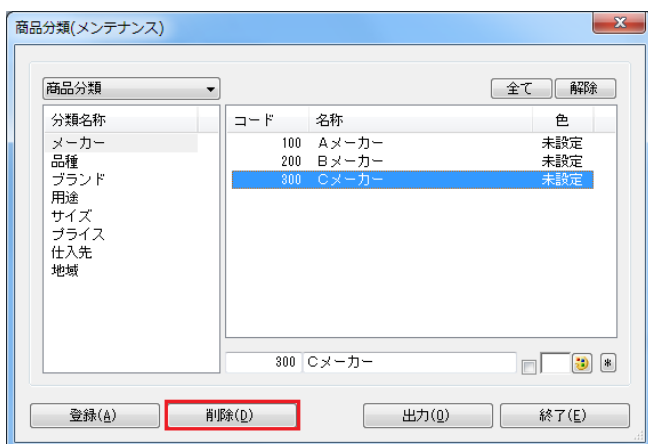 商品分類(メンテナンス)
商品分類
全て 解除
分類名称
メーカー
品種
ブランド
用途
サイズ
プライス
仕入先
地域
コード 名称 色
100 Aメーカー 未設定
200 Bメーカー 未設定
300 Cメーカー 未設定
300 Cメーカー *
登録(A) 削除(D) 出力(O) 終了(E)